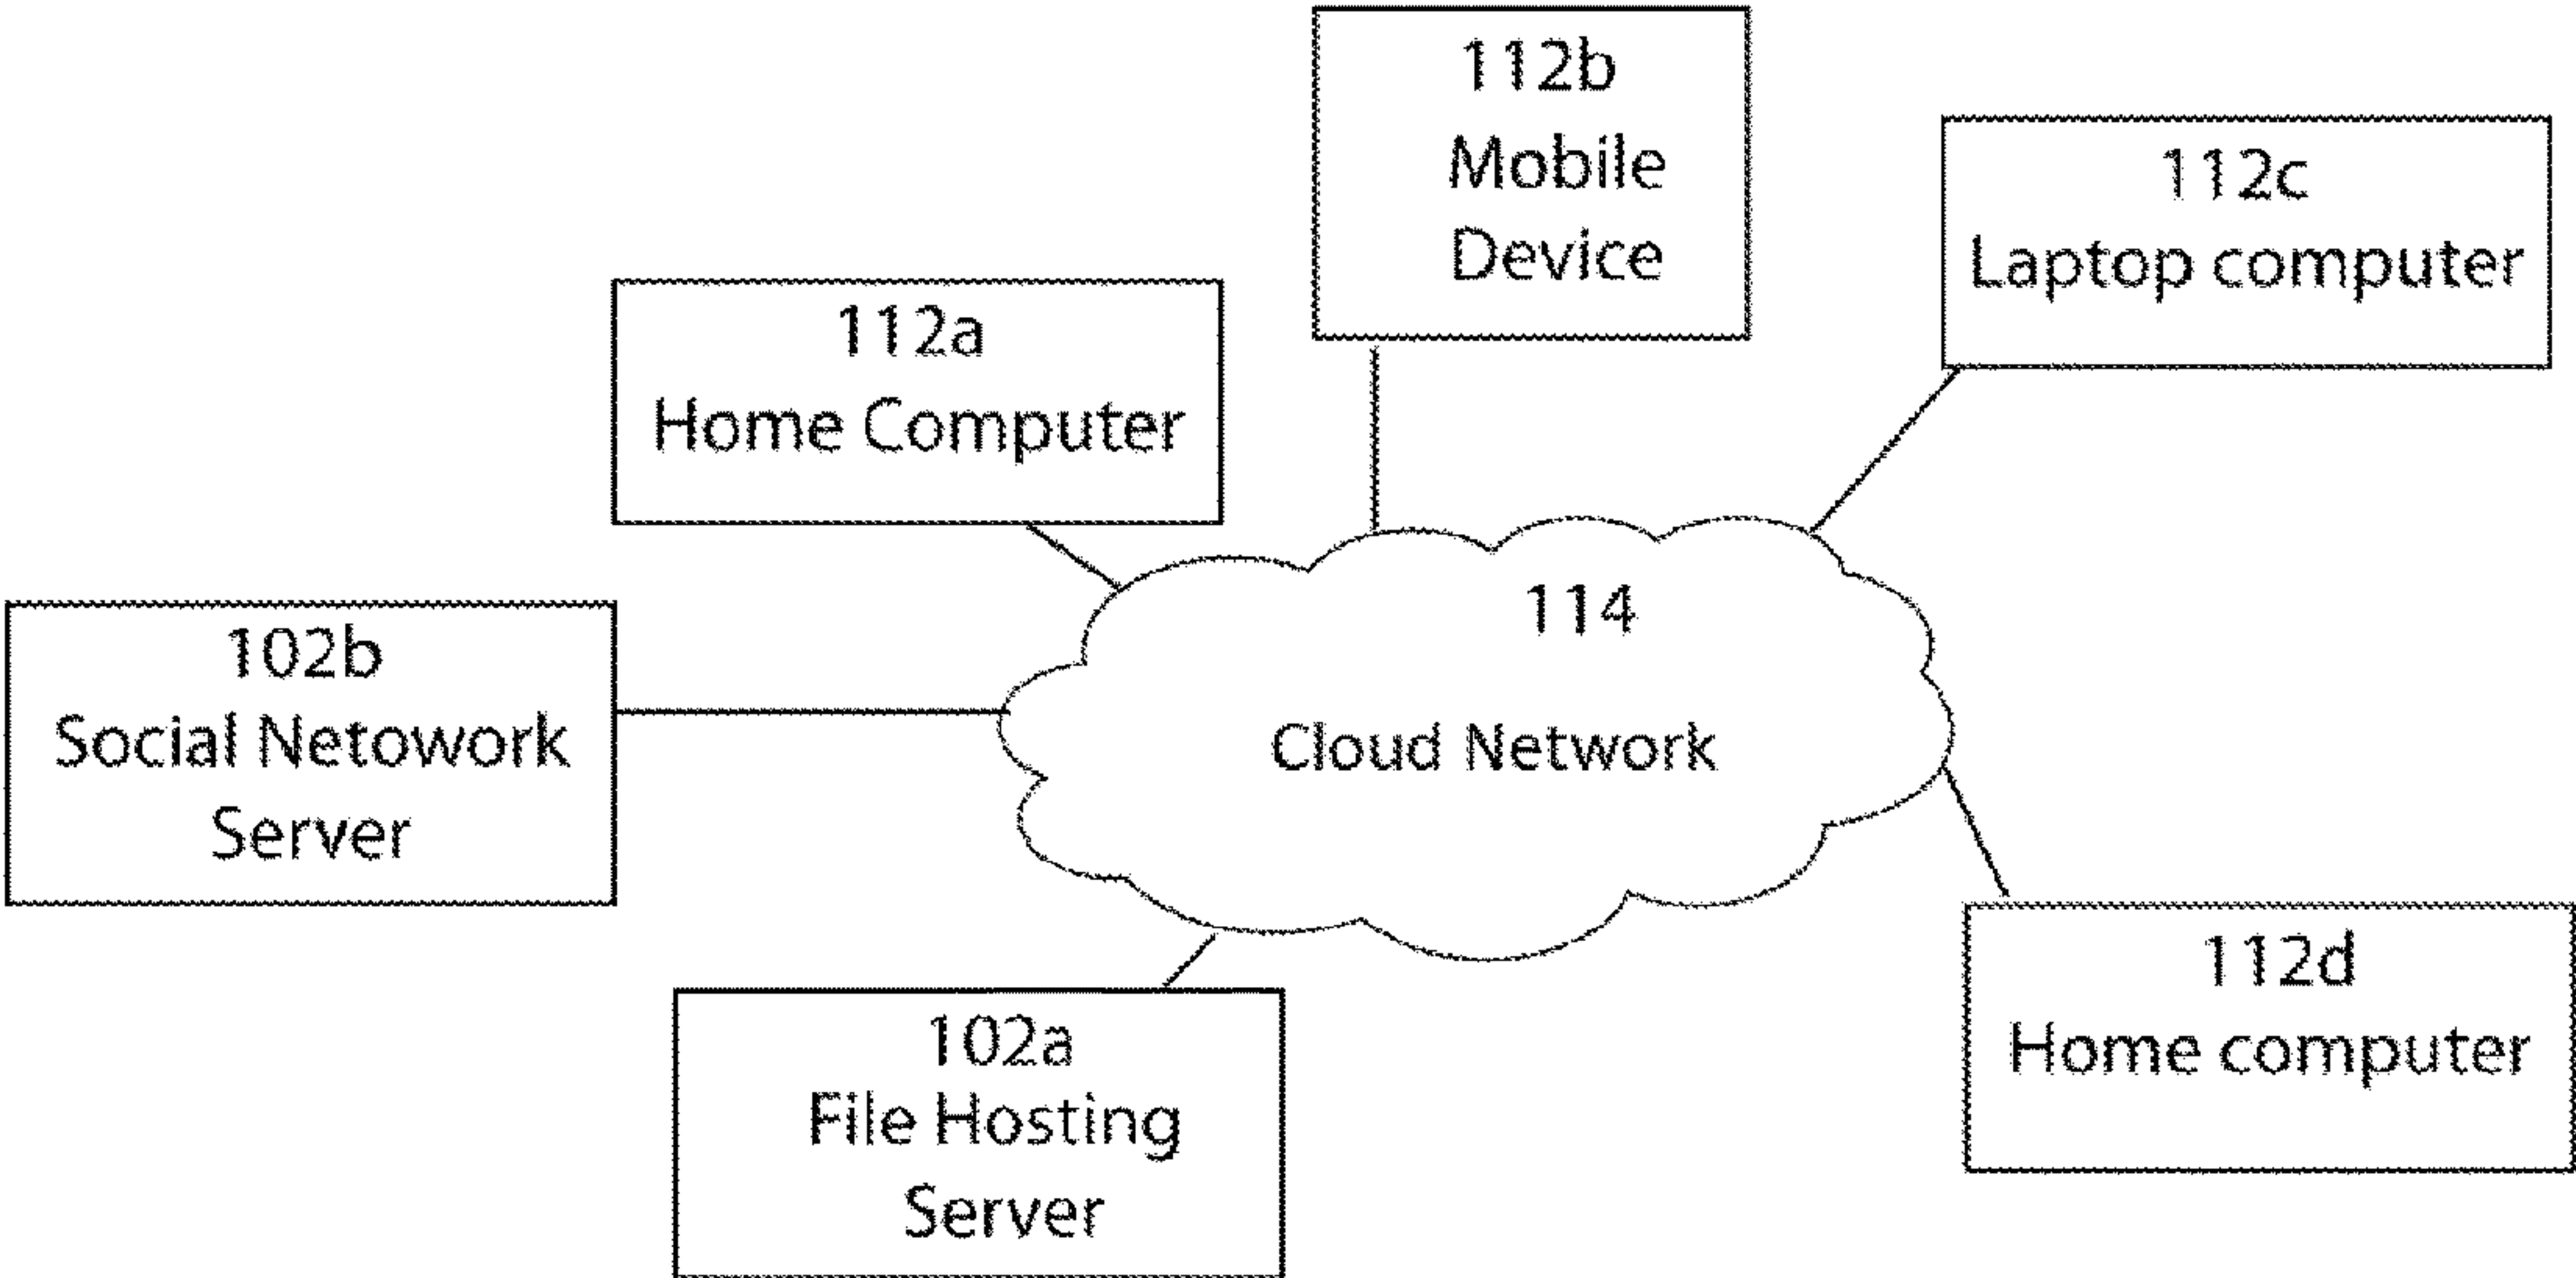 112b
Mobile
Device
112c
Laptop computer
112a
Home Computer
114
Cloud Network
102b
Social Netowork
Server
112d
Home computer
102a
File Hosting
Server